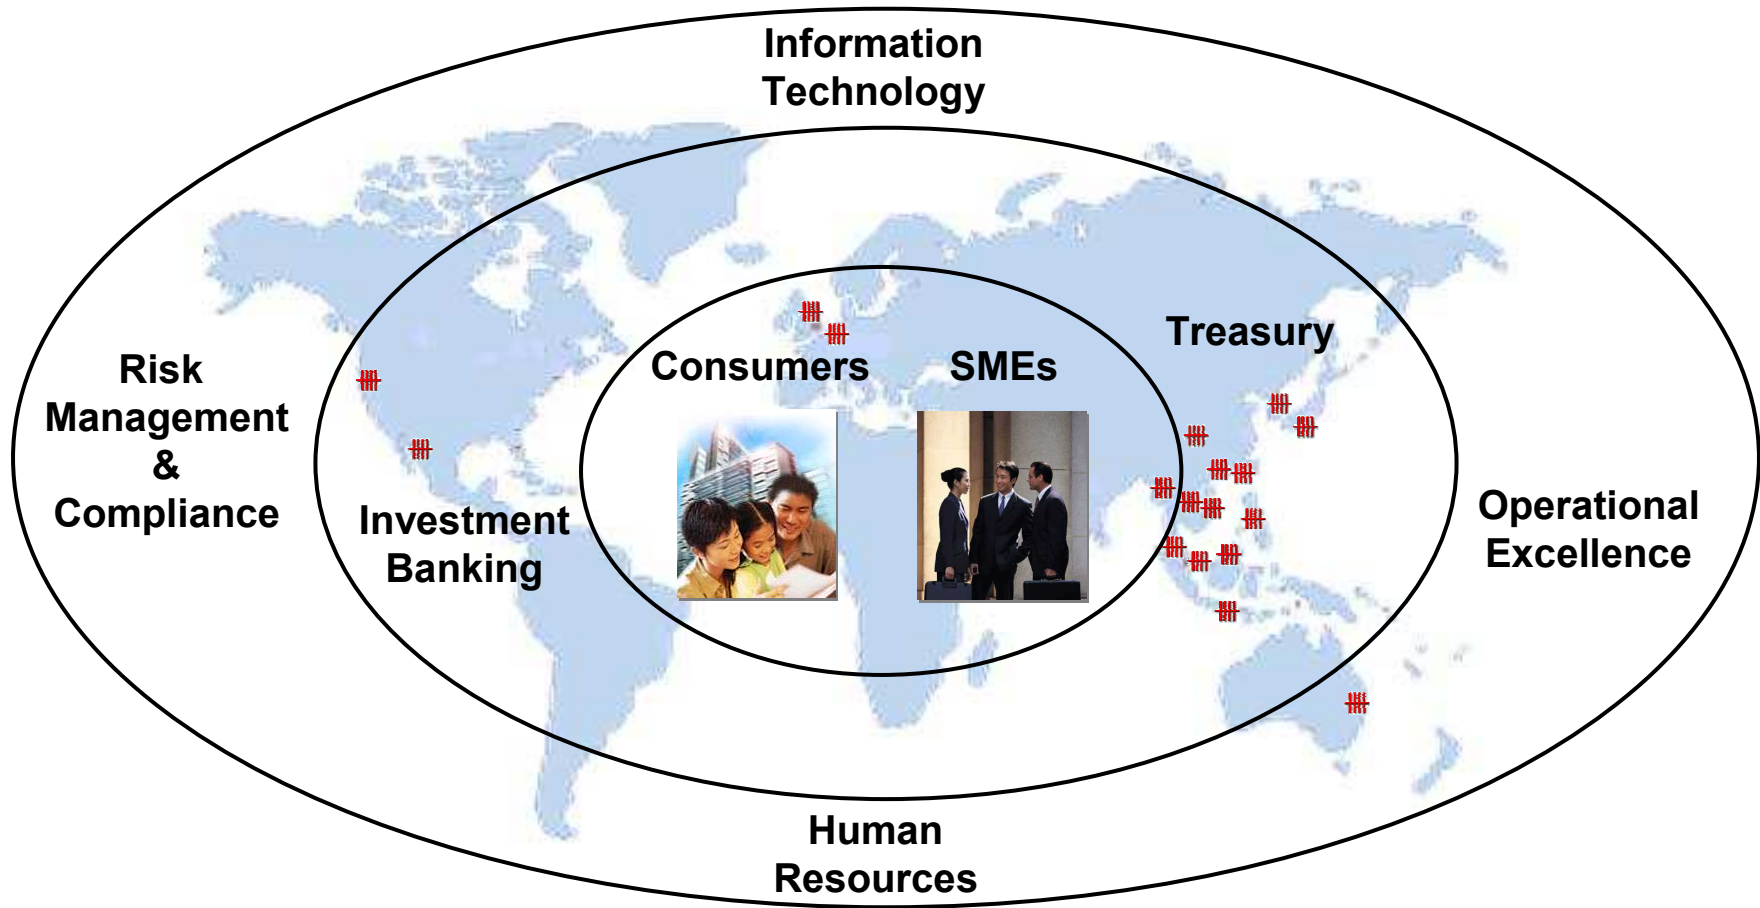 Information
Technology
Treasury
Consumers
SMEs
Risk
Management
&
Compliance
Investment
Banking
Operational
Excellence
Human
Resources